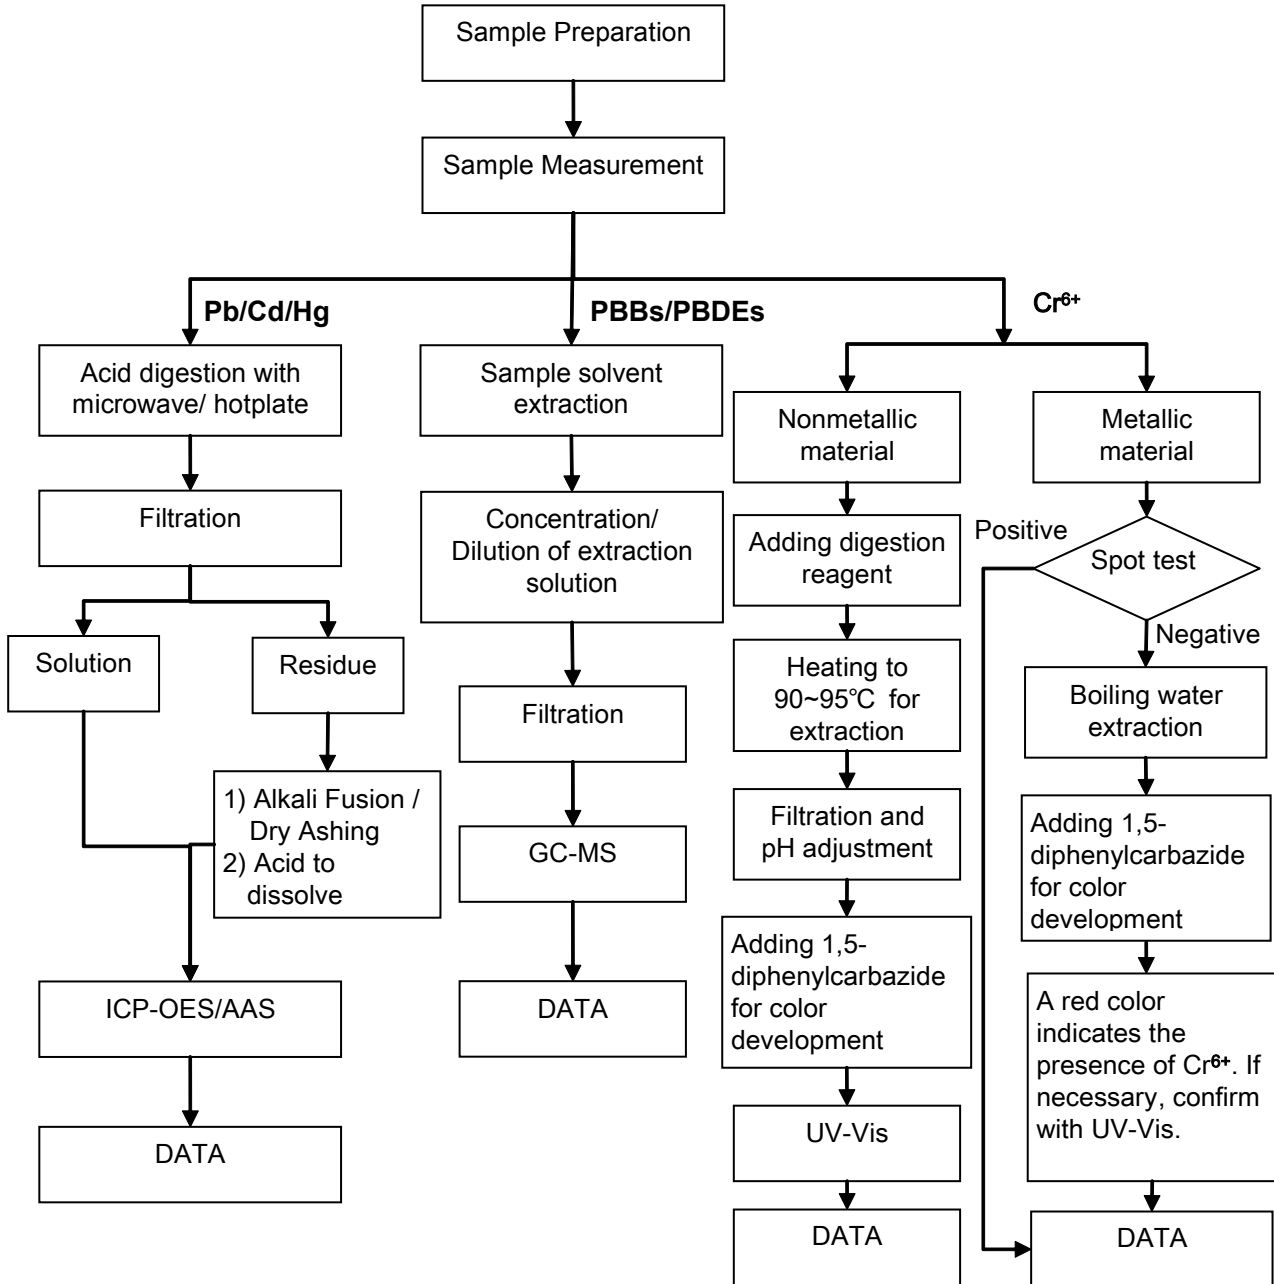 Sample Preparation
Sample Measurement
Pb/Cd/Hg
PBBs/PBDEs
Cr⁶⁺
Acid digestion with
microwave/ hotplate
Filtration
Solution
Residue
1) Alkali Fusion /
Dry Ashing
2) Acid to
dissolve
ICP-OES/AAS
DATA
Sample solvent
extraction
Concentration/
Dilution of extraction
solution
Filtration
GC-MS
DATA
Nonmetallic
material
Adding digestion
reagent
Heating to
90~95℃ for
extraction
Filtration and
pH adjustment
Adding 1,5-
diphenylcarbazide
for color
development
UV-Vis
DATA
Metallic
material
Positive
Spot test
Negative
Boiling water
extraction
Adding 1,5-
diphenylcarbazide
for color
development
A red color
indicates the
presence of Cr⁶⁺. If
necessary, confirm
with UV-Vis.
DATA